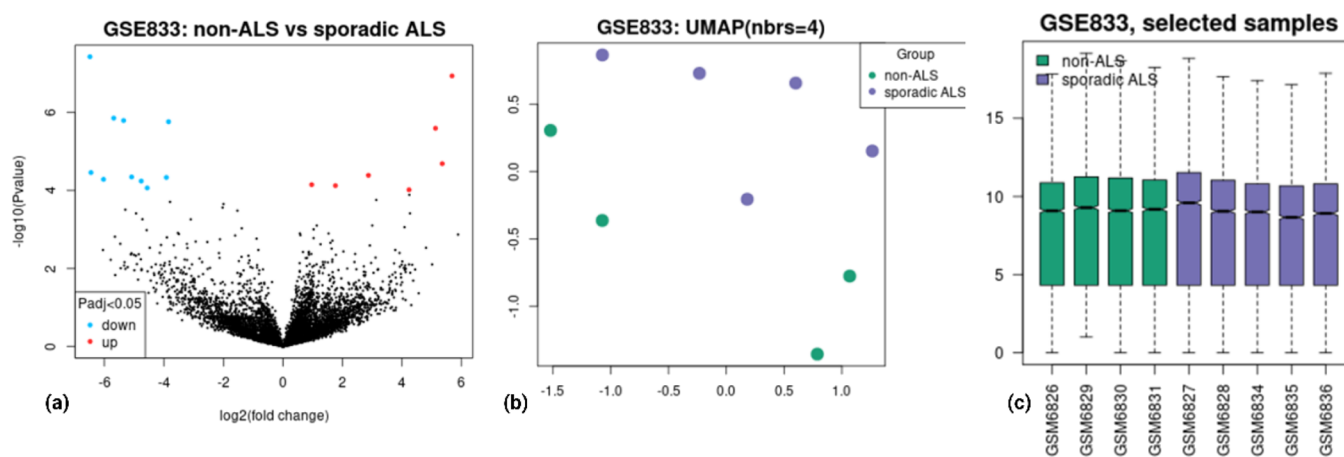 GSE833: non-ALS vs sporadic ALS
-log10(Pvalue)
6
4
2
0
Padj<0.05
down
up
-6
-4
-2
0
2
4
6
log2(fold change)
(a)
GSE833: UMAP(nbrs=4)
Group
non-ALS
sporadic ALS
0.5
0.0
-0.5
-1.0
-1.5
-1.0
-0.5
0.0
0.5
1.0
(b)
GSE833, selected samples
non-ALS
sporadic ALS
15
10
5
0
GSM6826
GSM6829
GSM6830
GSM6831
GSM6827
GSM6828
GSM6834
GSM6835
GSM6836
(c)